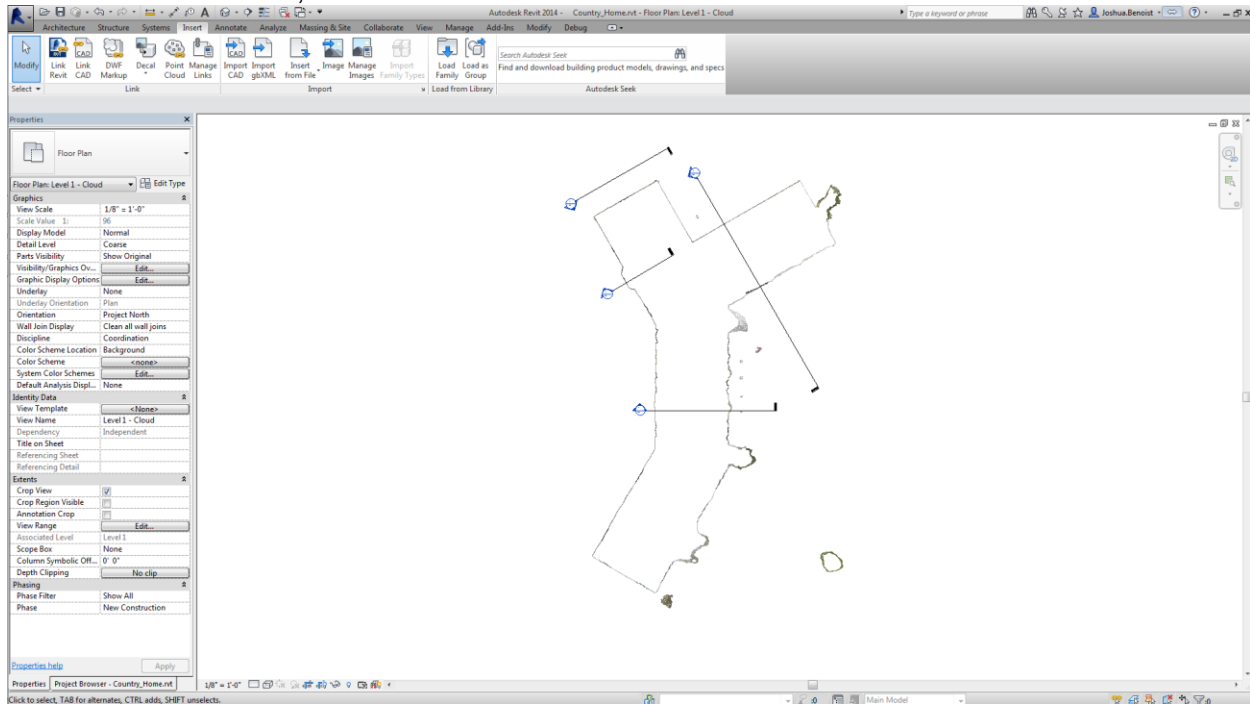 Autodesk Revit 2014 - Country_Home.rvt - Floor Plan: Level 1 - Cloud
Type a keyword or phrase
Joshua.Benoist
Architecture Structure Systems Insert Annotate Analyze Massing & Site Collaborate View Manage Add-Ins Modify Debug
Modify
Link Revit
Link CAD
DWF Markup
Decal
Point Cloud
Manage Links
Import CAD
Import gbXML
Insert from File
Image
Manage Images
Import Family Types
Load Family
Load as Group
Search Autodesk Seek
Find and download building product models, drawings, and specs
Select
Link
Import
Load from Library
Autodesk Seek
Properties
Floor Plan
Floor Plan: Level 1 - Cloud
Edit Type
Graphics
View Scale 1/8" = 1'-0"
Scale Value 1: 96
Display Model Normal
Detail Level Coarse
Parts Visibility Show Original
Visibility/Graphics Ov... Edit...
Graphic Display Options Edit...
Underlay None
Underlay Orientation Plan
Orientation Project North
Wall Join Display Clean all wall joins
Discipline Coordination
Color Scheme Location Background
Color Scheme <none>
System Color Schemes Edit...
Default Analysis Displ... None
Identity Data
View Template <None>
View Name Level 1 - Cloud
Dependency Independent
Title on Sheet
Referencing Sheet
Referencing Detail
Extents
Crop View
Crop Region Visible
Annotation Crop
View Range Edit...
Associated Level Level 1
Scope Box None
Column Symbolic Off... 0' 0"
Depth Clipping No clip
Phasing
Phase Filter Show All
Phase New Construction
Properties help
Apply
Properties
Project Browser - Country_Home.rvt
1/8" = 1'-0"
Click to select, TAB for alternates, CTRL adds, SHIFT unselects.
:0
Main Model
:0